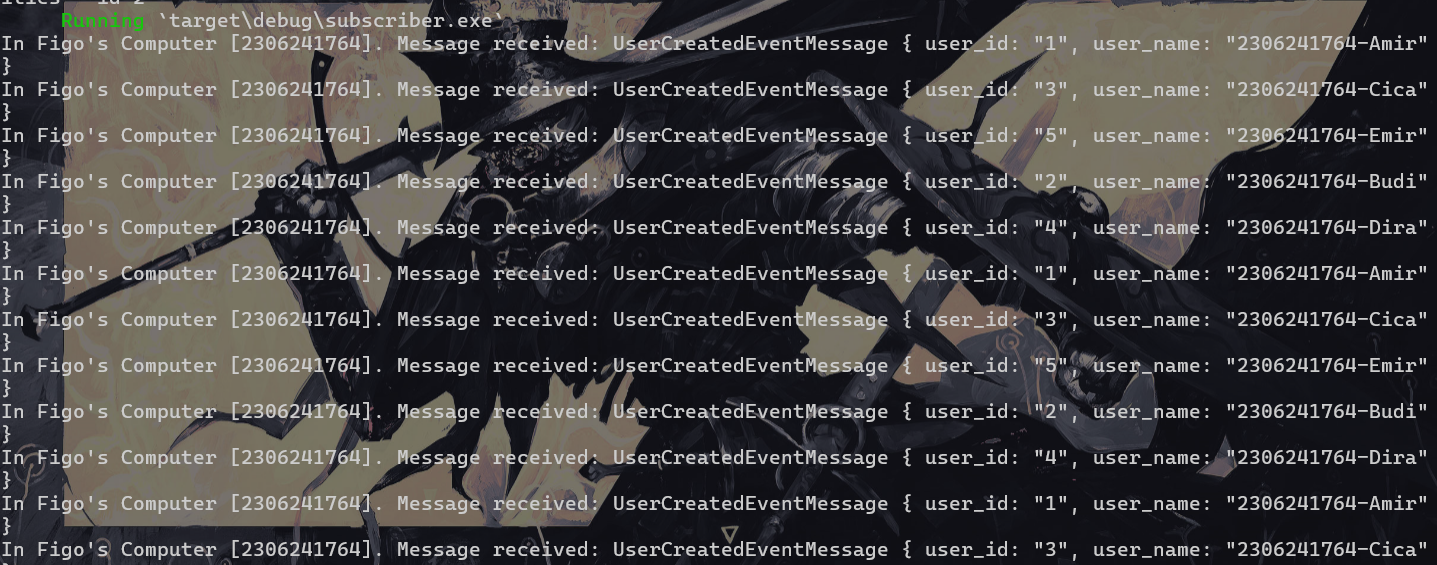 Running `target\debug\subscriber.exe`
In Figo's Computer [2306241764]. Message received: UserCreatedEventMessage { user_id: "1", user_name: "2306241764-Amir"
}
In Figo's Computer [2306241764]. Message received: UserCreatedEventMessage { user_id: "3", user_name: "2306241764-Cica"
}
In Figo's Computer [2306241764]. Message received: UserCreatedEventMessage { user_id: "5", user_name: "2306241764-Emir"
}
In Figo's Computer [2306241764]. Message received: UserCreatedEventMessage { user_id: "2", user_name: "2306241764-Budi"
}
In Figo's Computer [2306241764]. Message received: UserCreatedEventMessage { user_id: "4", user_name: "2306241764-Dira"
}
In Figo's Computer [2306241764]. Message received: UserCreatedEventMessage { user_id: "1", user_name: "2306241764-Amir"
}
In Figo's Computer [2306241764]. Message received: UserCreatedEventMessage { user_id: "3", user_name: "2306241764-Cica"
}
In Figo's Computer [2306241764]. Message received: UserCreatedEventMessage { user_id: "5", user_name: "2306241764-Emir"
}
In Figo's Computer [2306241764]. Message received: UserCreatedEventMessage { user_id: "2", user_name: "2306241764-Budi"
}
In Figo's Computer [2306241764]. Message received: UserCreatedEventMessage { user_id: "4", user_name: "2306241764-Dira"
}
In Figo's Computer [2306241764]. Message received: UserCreatedEventMessage { user_id: "1", user_name: "2306241764-Amir"
}
In Figo's Computer [2306241764]. Message received: UserCreatedEventMessage { user_id: "3", user_name: "2306241764-Cica"